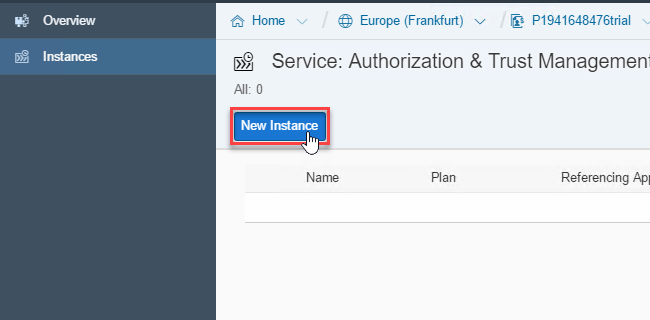 Overview
Instances
Home / Europe (Frankfurt) / P1941648476trial
Service: Authorization & Trust Management
All: 0
New Instance
Name Plan Referencing App